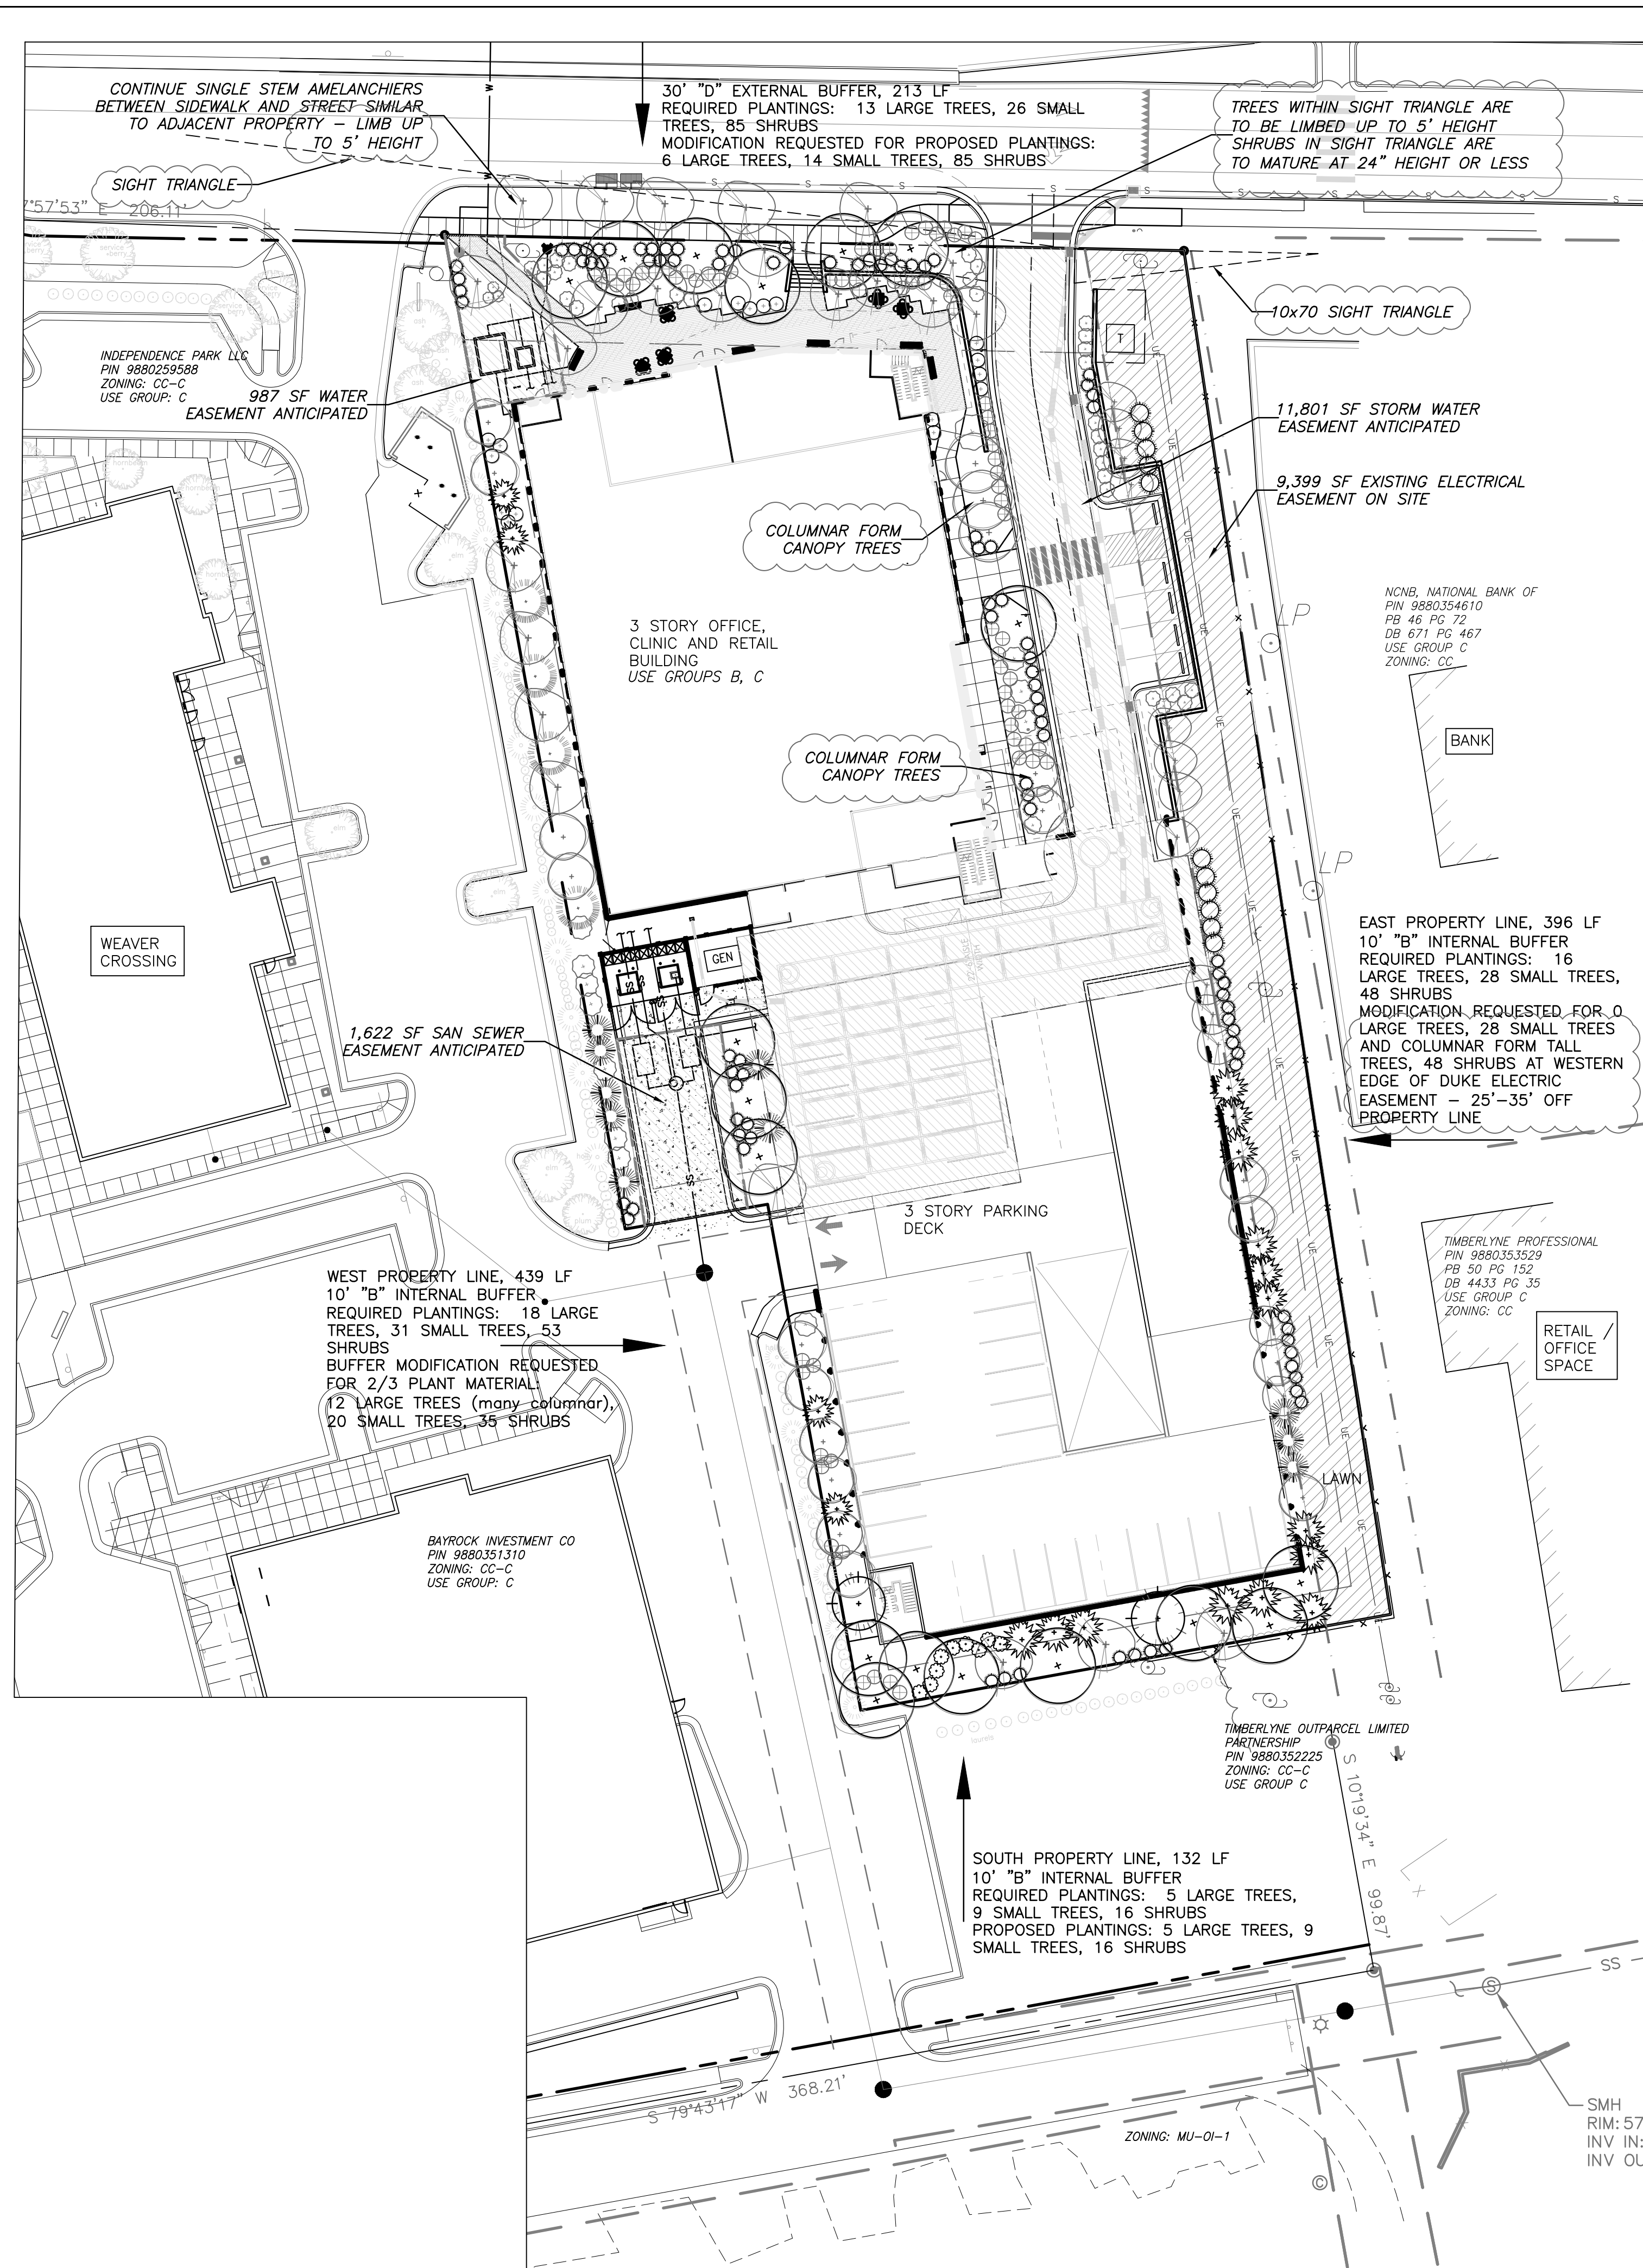 CONTINUE SINGLE STEM AMELANCHIERS
BETWEEN SIDEWALK AND STREET SIMILAR
TO ADJACENT PROPERTY – LIMB UP
TO 5' HEIGHT
SIGHT TRIANGLE
30' "D" EXTERNAL BUFFER, 213 LF
REQUIRED PLANTINGS: 13 LARGE TREES, 26 SMALL
TREES, 85 SHRUBS
MODIFICATION REQUESTED FOR PROPOSED PLANTINGS:
6 LARGE TREES, 14 SMALL TREES, 85 SHRUBS
TREES WITHIN SIGHT TRIANGLE ARE
TO BE LIMBED UP TO 5' HEIGHT
SHRUBS IN SIGHT TRIANGLE ARE
TO MATURE AT 24" HEIGHT OR LESS
7°57'53" E 206.11'
10x70 SIGHT TRIANGLE
INDEPENDENCE PARK LLC
PIN 9880259588
ZONING: CC-C
USE GROUP: C
987 SF WATER
EASEMENT ANTICIPATED
T
11,801 SF STORM WATER
EASEMENT ANTICIPATED
9,399 SF EXISTING ELECTRICAL
EASEMENT ON SITE
COLUMNAR FORM
CANOPY TREES
3 STORY OFFICE,
CLINIC AND RETAIL
BUILDING
USE GROUPS B, C
NCNB, NATIONAL BANK OF
PIN 9880354610
PB 46 PG 72
DB 671 PG 467
USE GROUP C
ZONING: CC
LP
BANK
COLUMNAR FORM
CANOPY TREES
LP
WEAVER
CROSSING
GEN
EAST PROPERTY LINE, 396 LF
10' "B" INTERNAL BUFFER
REQUIRED PLANTINGS: 16
LARGE TREES, 28 SMALL TREES,
48 SHRUBS
MODIFICATION REQUESTED FOR 0
LARGE TREES, 28 SMALL TREES
AND COLUMNAR FORM TALL
TREES, 48 SHRUBS AT WESTERN
EDGE OF DUKE ELECTRIC
EASEMENT – 25'-35' OFF
PROPERTY LINE
1,622 SF SAN SEWER
EASEMENT ANTICIPATED
SS
3 STORY PARKING
DECK
TIMBERLYNE PROFESSIONAL
PIN 9880353529
PB 50 PG 152
DB 4433 PG 35
USE GROUP C
ZONING: CC
RETAIL /
OFFICE
SPACE
WEST PROPERTY LINE, 439 LF
10' "B" INTERNAL BUFFER
REQUIRED PLANTINGS: 18 LARGE
TREES, 31 SMALL TREES, 53
SHRUBS
BUFFER MODIFICATION REQUESTED
FOR 2/3 PLANT MATERIAL:
12 LARGE TREES (many columnar),
20 SMALL TREES, 35 SHRUBS
LAWN
BAYROCK INVESTMENT CO
PIN 9880351310
ZONING: CC-C
USE GROUP: C
laurels
TIMBERLYNE OUTPARCEL LIMITED
PARTNERSHIP
PIN 9880352225
ZONING: CC-C
USE GROUP C
S 10°19'34" E 99.87'
SOUTH PROPERTY LINE, 132 LF
10' "B" INTERNAL BUFFER
REQUIRED PLANTINGS: 5 LARGE TREES,
9 SMALL TREES, 16 SHRUBS
PROPOSED PLANTINGS: 5 LARGE TREES, 9
SMALL TREES, 16 SHRUBS
SS
S
S 79°43'17" W 368.21'
ZONING: MU-OI-1
C
SMH
RIM: 57
INV IN:
INV OU